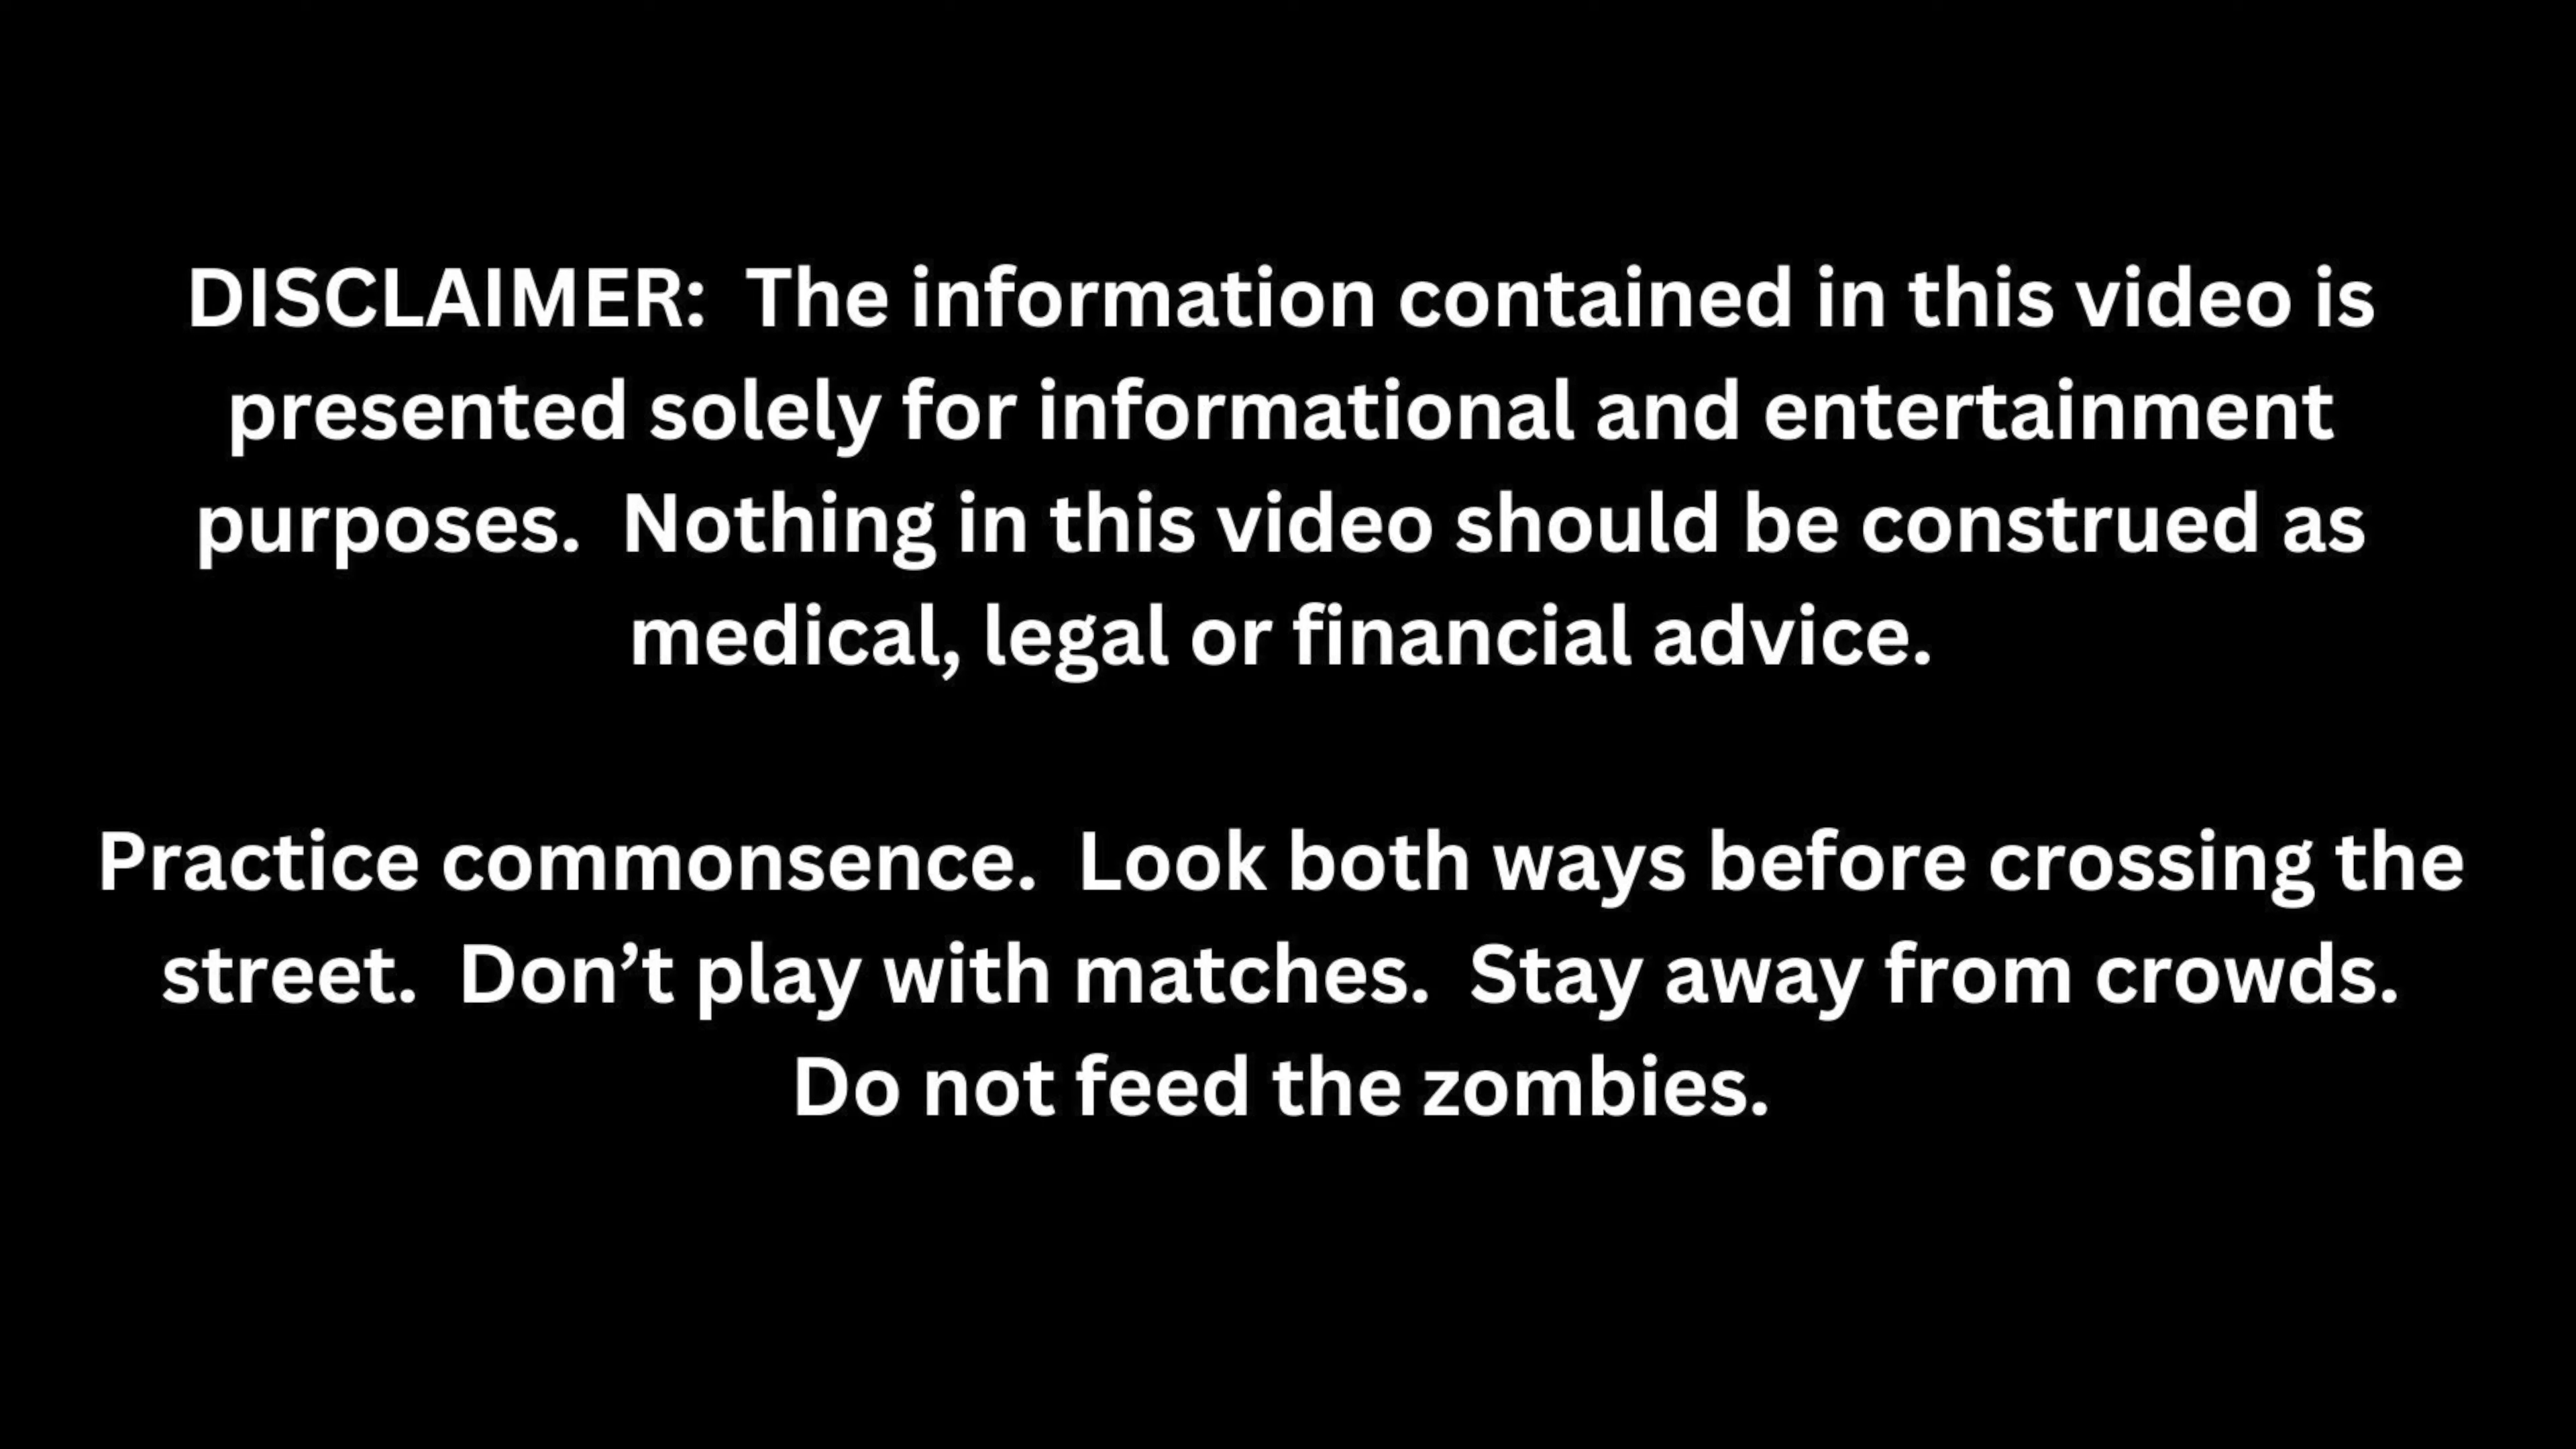 DISCLAIMER:  The information contained in this video is
presented solely for informational and entertainment
purposes.  Nothing in this video should be construed as
medical, legal or financial advice.
Practice commonsence.  Look both ways before crossing the
street.  Don’t play with matches.  Stay away from crowds.
Do not feed the zombies.